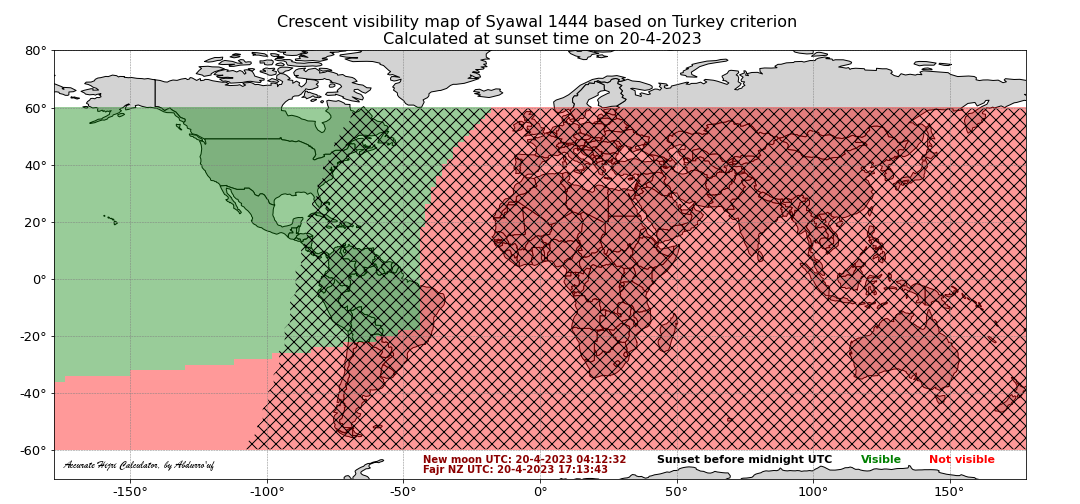 Crescent visibility map of Syawal 1444 based on Turkey criterion
Calculated at sunset time on 20-4-2023
80°
60°
40°
20°
0°
-20°
-40°
-60°
Accurate Hijri Calculator, by Abdurro'uf
New moon UTC: 20-4-2023 04:12:32
Fajr NZ UTC: 20-4-2023 17:13:43
Sunset before midnight UTC
Visible
Not visible
-150° -100° -50° 0° 50° 100° 150°